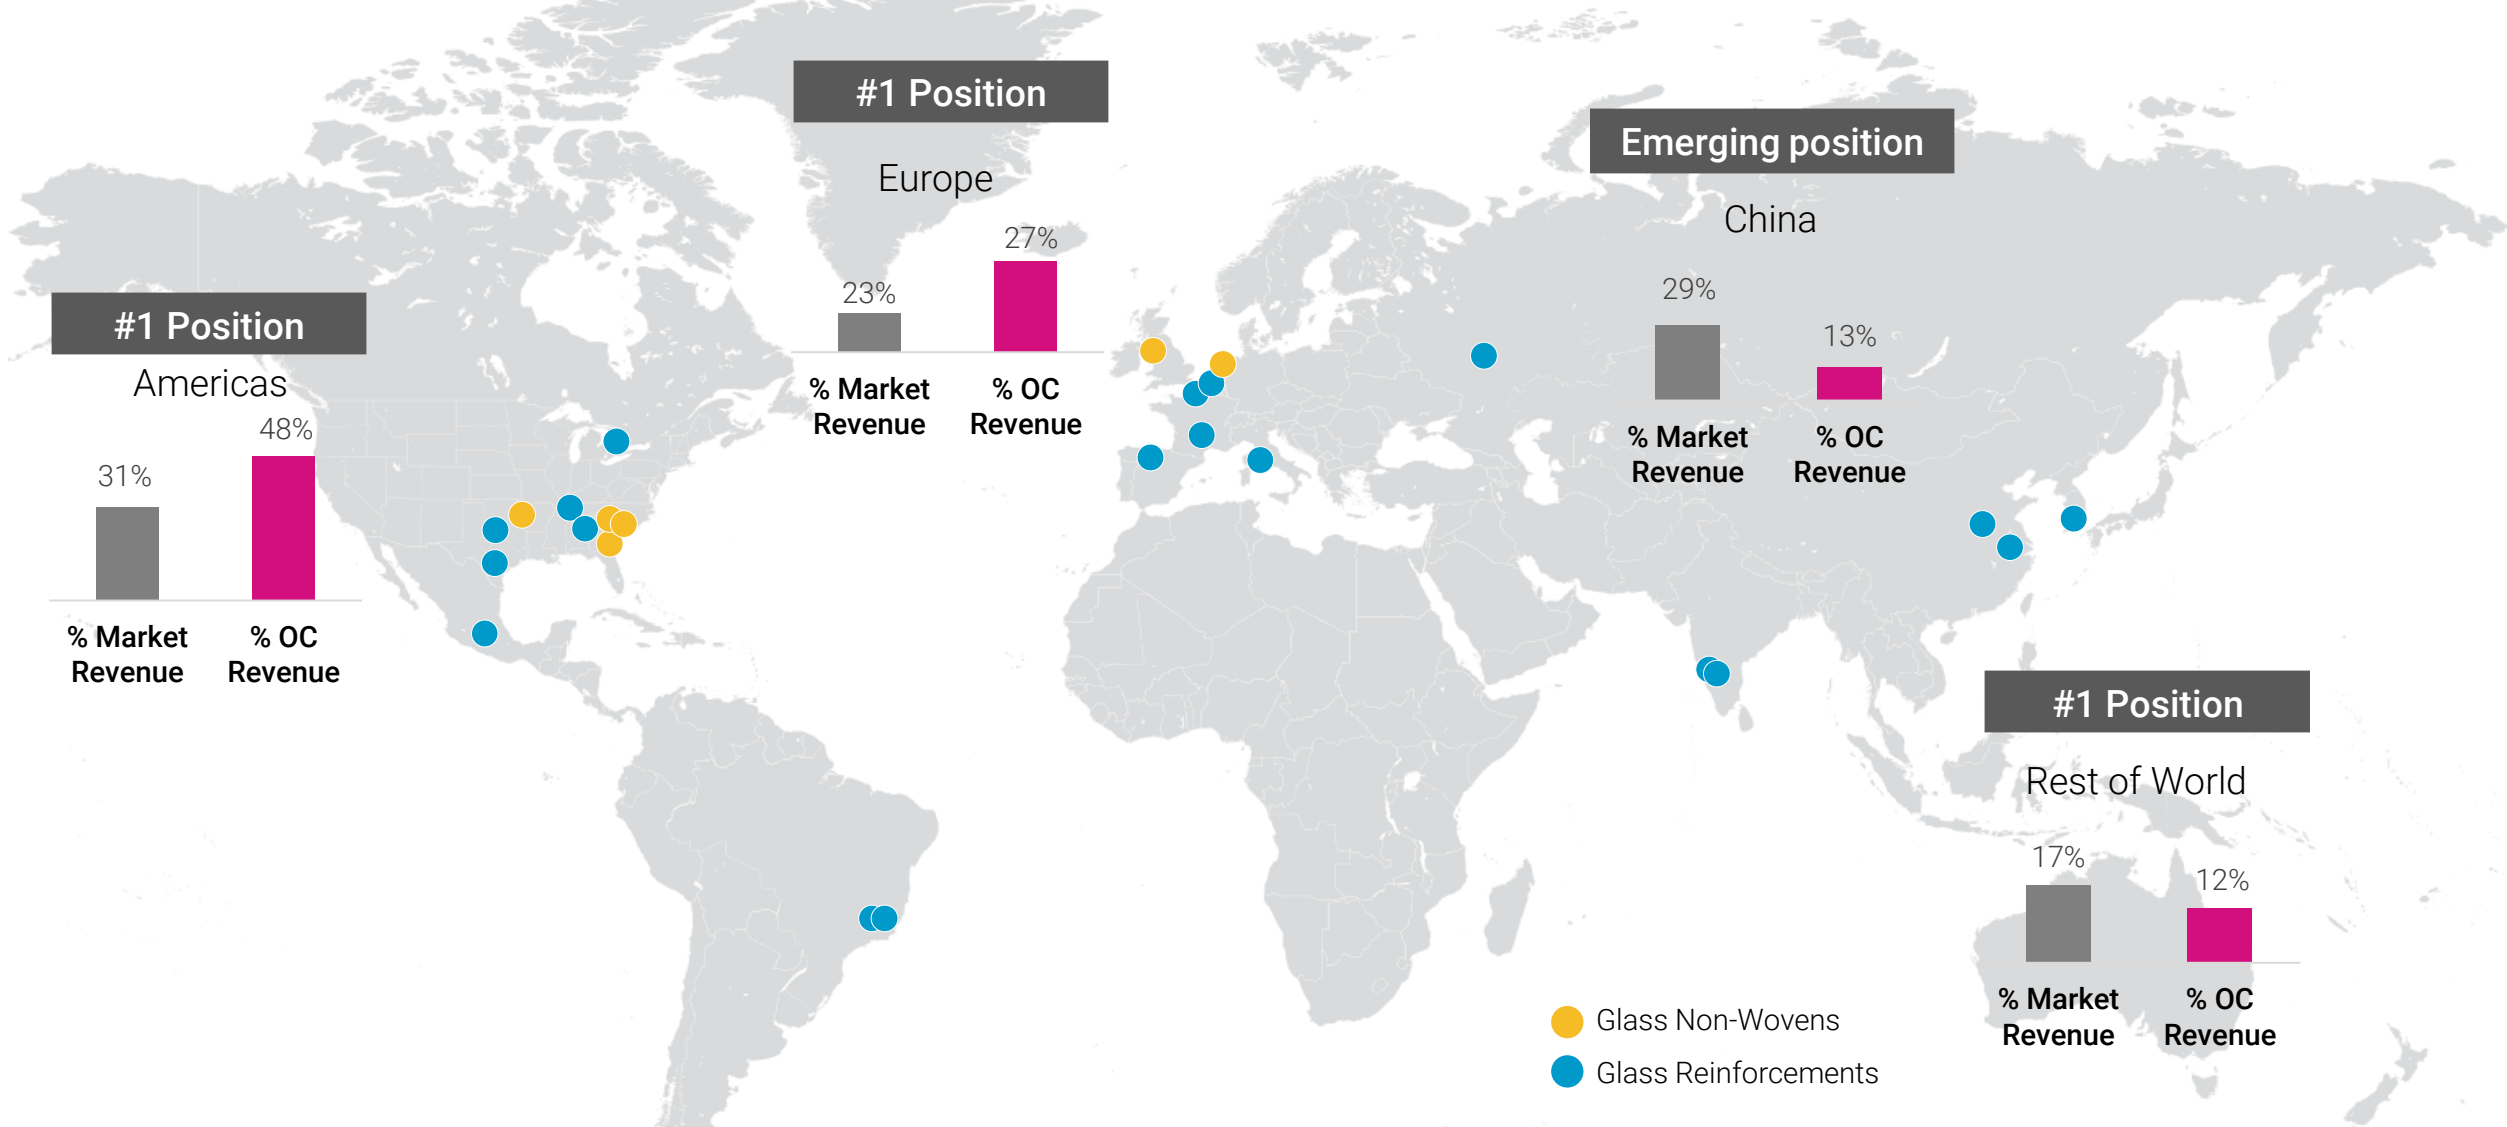 #1 Position
Americas
31%
48%
% Market
Revenue
% OC
Revenue
#1 Position
Europe
23%
27%
% Market
Revenue
% OC
Revenue
Emerging position
China
29%
13%
% Market
Revenue
% OC
Revenue
#1 Position
Rest of World
17%
12%
% Market
Revenue
% OC
Revenue
Glass Non-Wovens
Glass Reinforcements